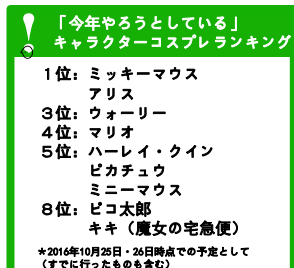 「今年やろうとしている」
キャラクターコスプレランキング
1位：ミッキーマウス
アリス
3位：ウォーリー
4位：マリオ
5位：ハーレイ・クイン
ピカチュウ
ミニーマウス
8位：ピコ太郎
キキ（魔女の宅急便）
＊2016年10月25日・26日時点での予定として
（すでに行ったものも含む）